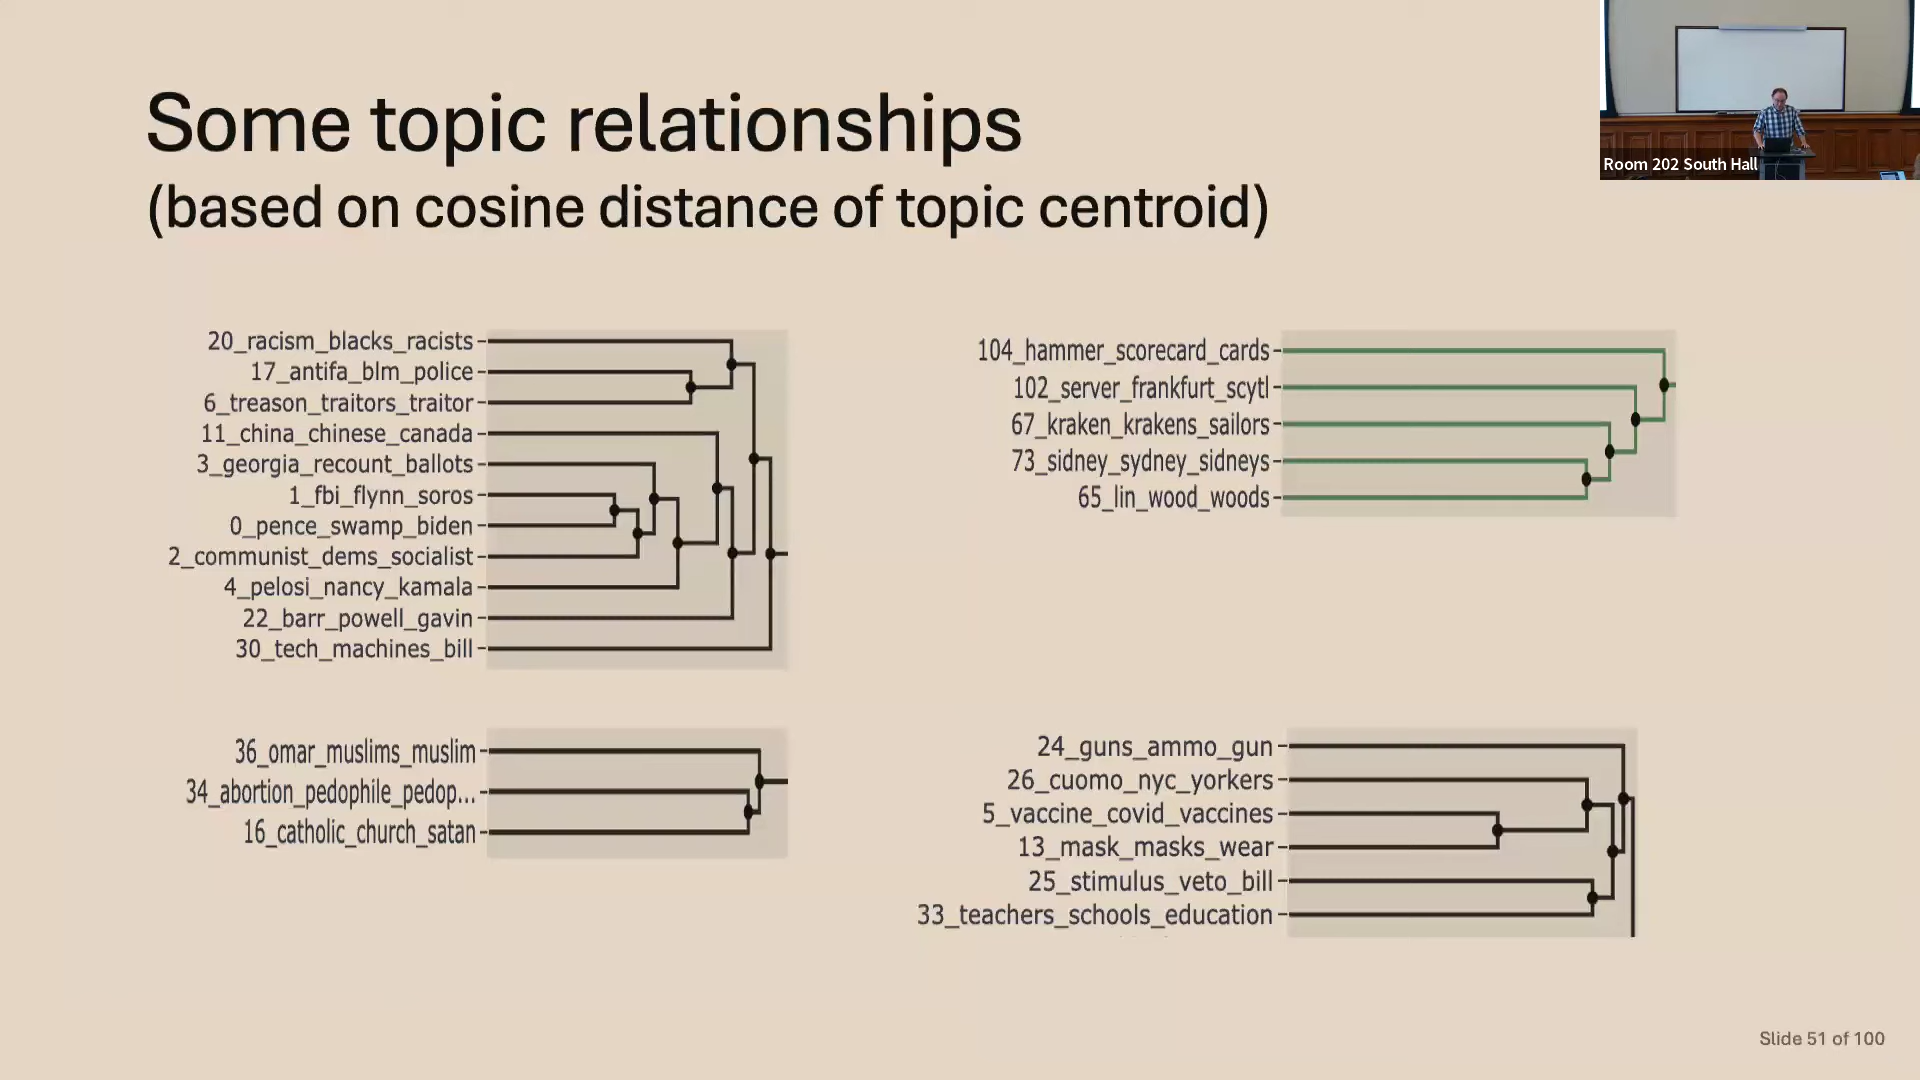 Some topic relationships
(based on cosine distance of topic centroid)
Room 202 South Hall
20_racism_blacks_racists
17_antifa_blm_police
6_treason_traitors_traitor
11_china_chinese_canada
3_georgia_recount_ballots
1_fbi_flynn_soros
0_pence_swamp_biden
2_communist_dems_socialist
4_pelosi_nancy_kamala
22_barr_powell_gavin
30_tech_machines_bill
104_hammer_scorecard_cards
102_server_frankfurt_scytl
67_kraken_krakens_sailors
73_sidney_sydney_sidneys
65_lin_wood_woods
36_omar_muslims_muslim
34_abortion_pedophile_pedop...
16_catholic_church_satan
24_guns_ammo_gun
26_cuomo_nyc_yorkers
5_vaccine_covid_vaccines
13_mask_masks_wear
25_stimulus_veto_bill
33_teachers_schools_education
Slide 51 of 100